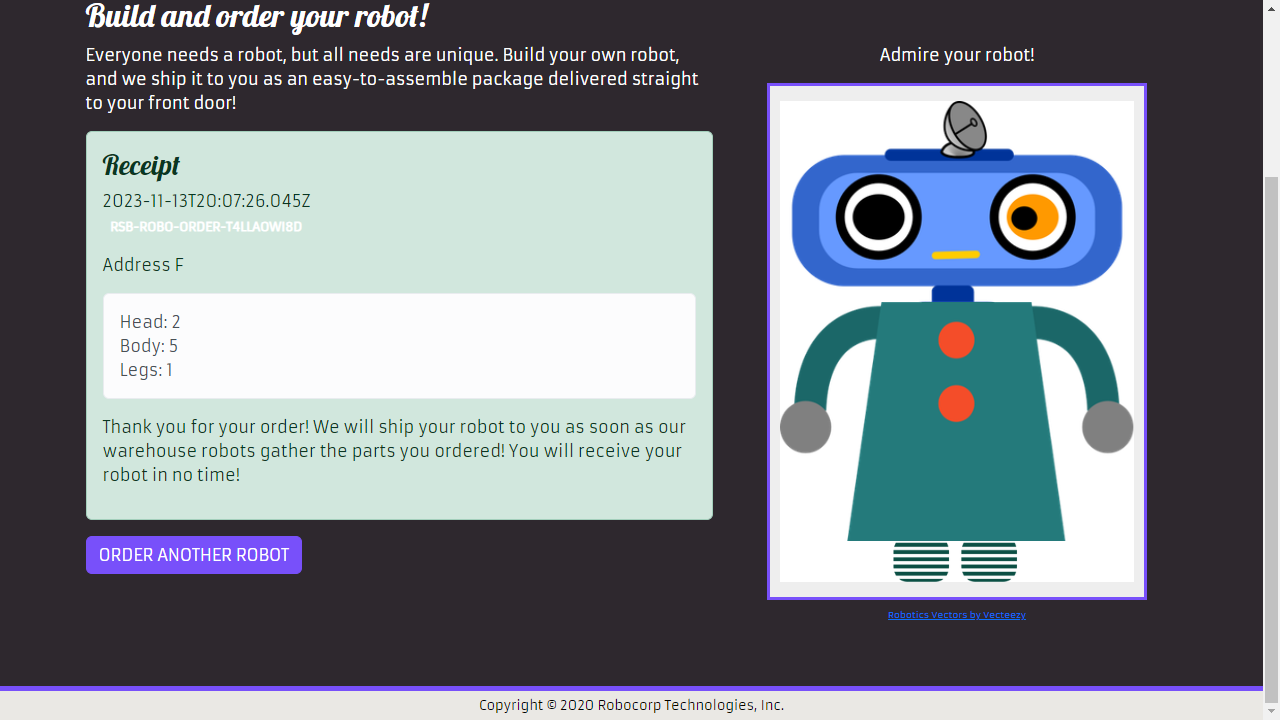 Build and order your robot!
Everyone needs a robot, but all needs are unique. Build your own robot,
and we ship it to you as an easy-to-assemble package delivered straight
to your front door!
Receipt
2023-11-13T20:07:26.045Z
RSB-ROBO-ORDER-T4LLAOWI8D
Address F
Head: 2
Body: 5
Legs: 1
Thank you for your order! We will ship your robot to you as soon as our
warehouse robots gather the parts you ordered! You will receive your
robot in no time!
ORDER ANOTHER ROBOT
Admire your robot!
Robotics Vectors by Vecteezy
Copyright © 2020 Robocorp Technologies, Inc.